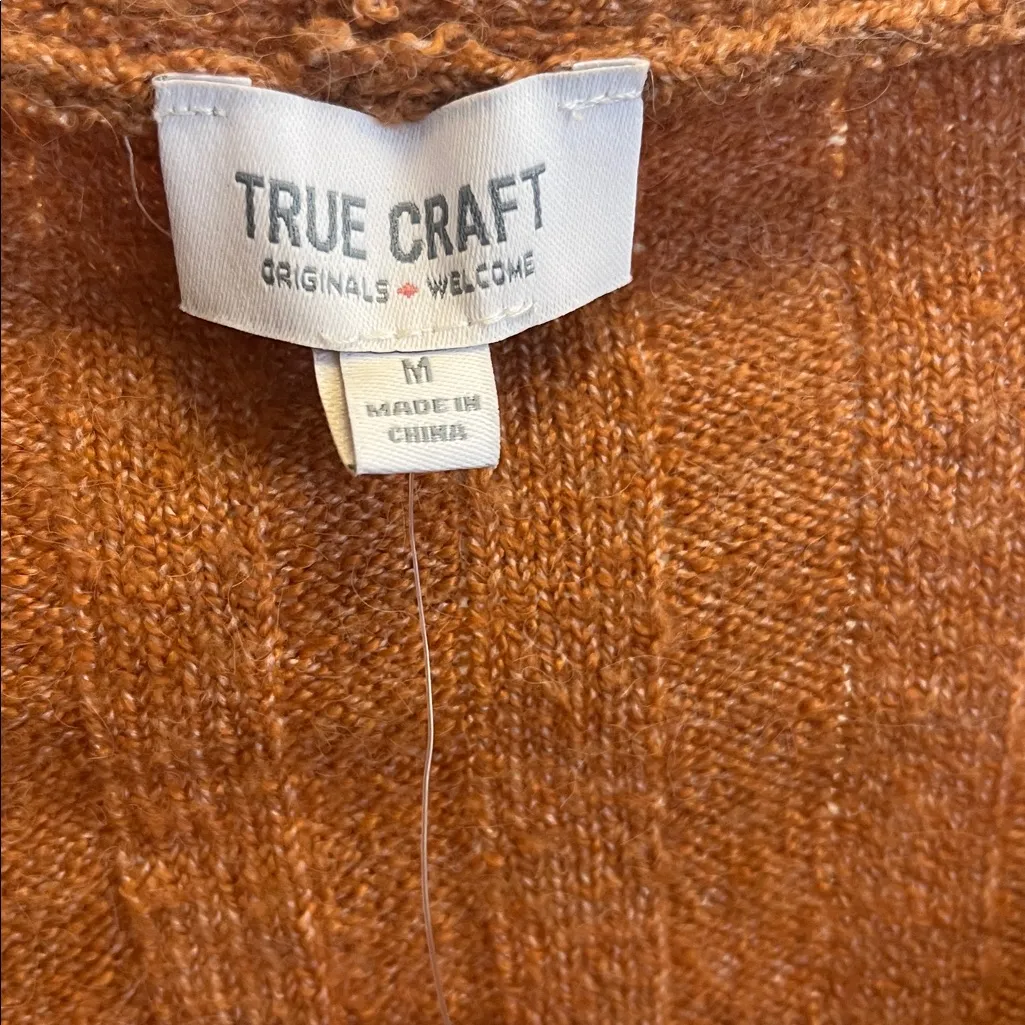 TRUE CRAFT
ORIGINALS WELCOME
M
MADE IN
CHINA